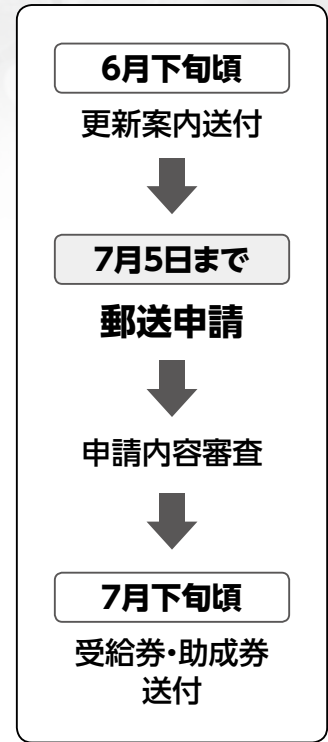 6月下旬頃
更新案内送付
7月5日まで
郵送申請
申請内容審査
7月下旬頃
受給券・助成券
送付